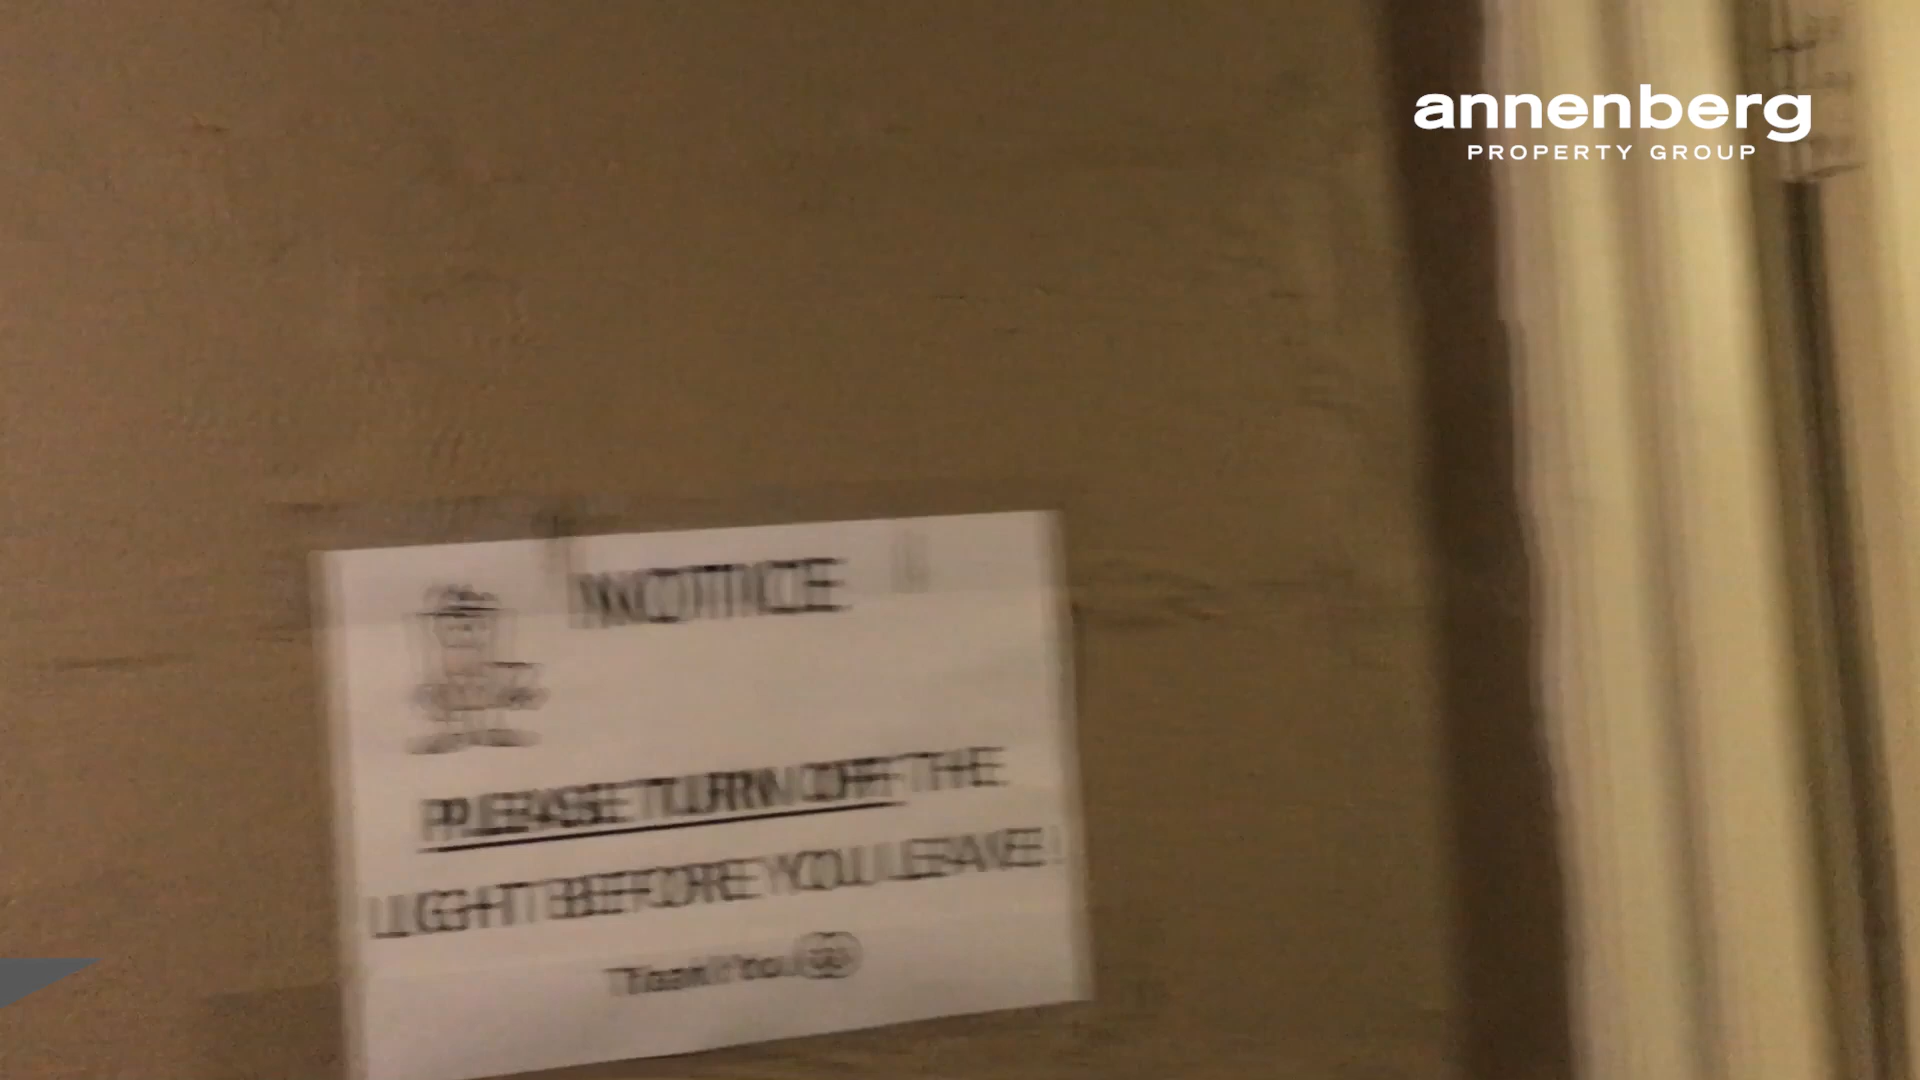 annenberg
PROPERTY GROUP
NOTICE
PLEASE TURN OFF THE
LIGHT BEFORE YOU LEAVE!
Thank You